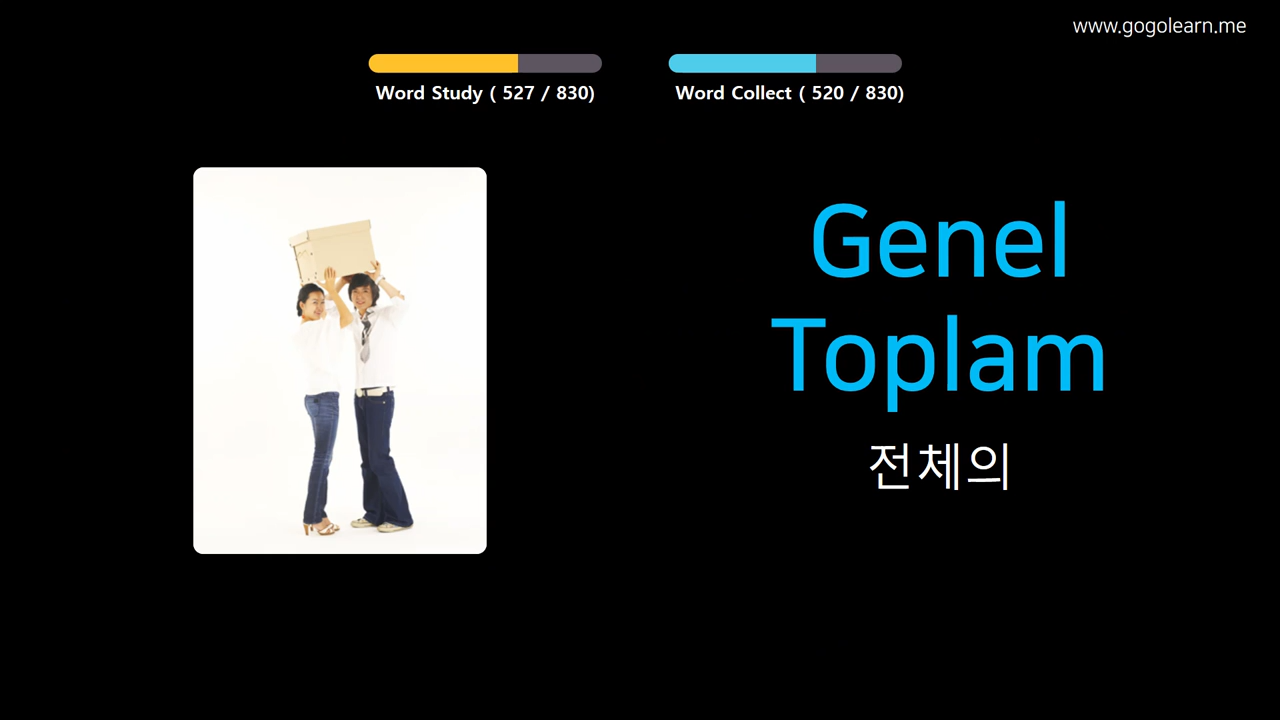 www.gogolearn.me
Word Study ( 527 / 830)
Word Collect ( 520 / 830)
Genel
Toplam
전체의